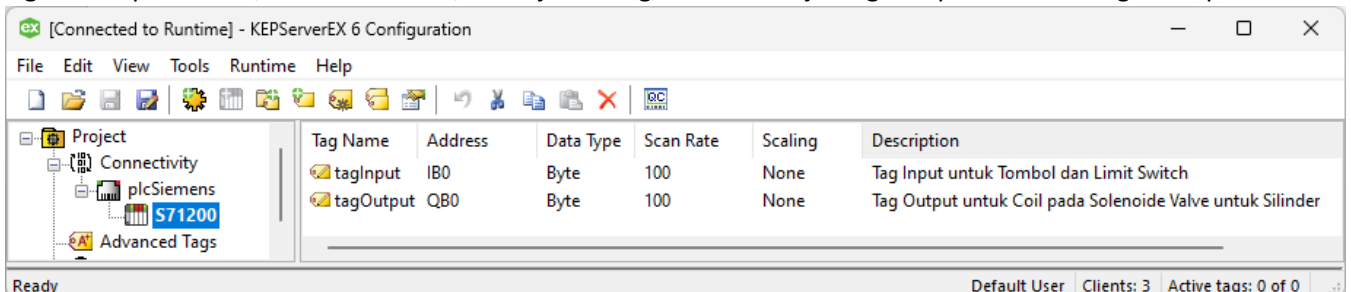 [Connected to Runtime] - KEPServerEX 6 Configuration
File Edit View Tools Runtime Help
QC
Project
Connectivity
plcSiemens
S71200
Advanced Tags
Tag Name Address Data Type Scan Rate Scaling Description
tagInput IB0 Byte 100 None Tag Input untuk Tombol dan Limit Switch
tagOutput QB0 Byte 100 None Tag Output untuk Coil pada Solenoide Valve untuk Silinder
Ready Default User Clients: 3 Active tags: 0 of 0